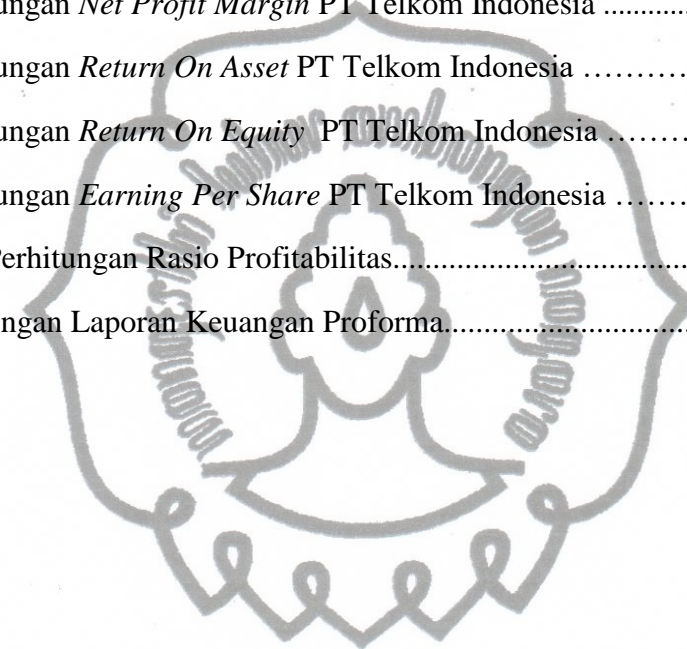 ungan Net Profit Margin PT Telkom Indonesia ...........
ungan Return On Asset PT Telkom Indonesia ……….
ungan Return On Equity PT Telkom Indonesia ……..
ungan Earning Per Share PT Telkom Indonesia …….
Perhitungan Rasio Profitabilitas.....................................
ngan Laporan Keuangan Proforma...............................